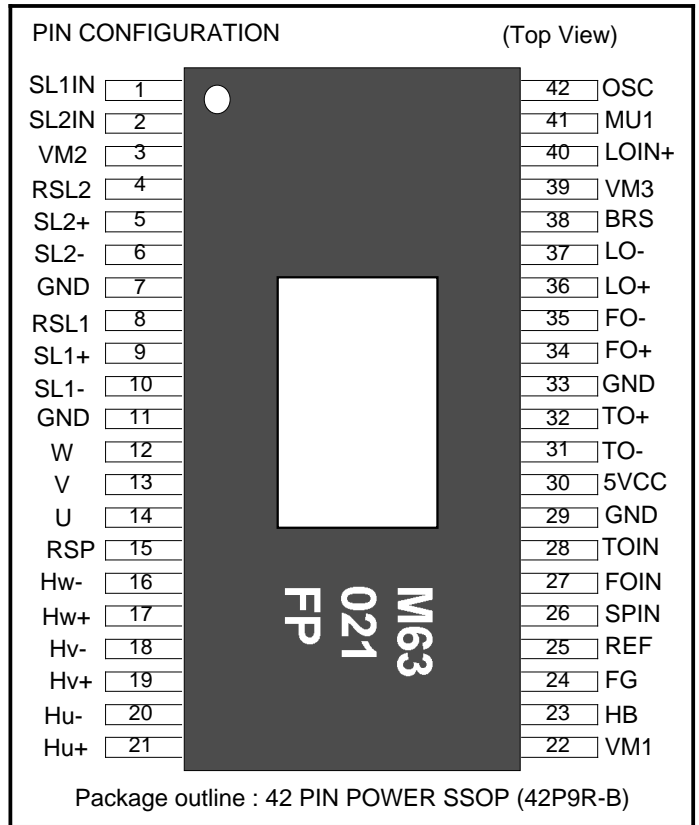 PIN CONFIGURATION (Top View)
SL1IN 1 42 OSC
SL2IN 2 41 MU1
VM2 3 40 LOIN+
RSL2 4 39 VM3
SL2+ 5 38 BRS
SL2- 6 37 LO-
GND 7 36 LO+
RSL1 8 35 FO-
SL1+ 9 34 FO+
SL1- 10 33 GND
GND 11 32 TO+
W 12 31 TO-
V 13 30 5VCC
U 14 29 GND
RSP 15 28 TOIN
Hw- 16 27 FOIN
Hw+ 17 26 SPIN
Hv- 18 25 REF
Hv+ 19 24 FG
Hu- 20 23 HB
Hu+ 21 22 VM1
M63
021
FP
Package outline : 42 PIN POWER SSOP (42P9R-B)